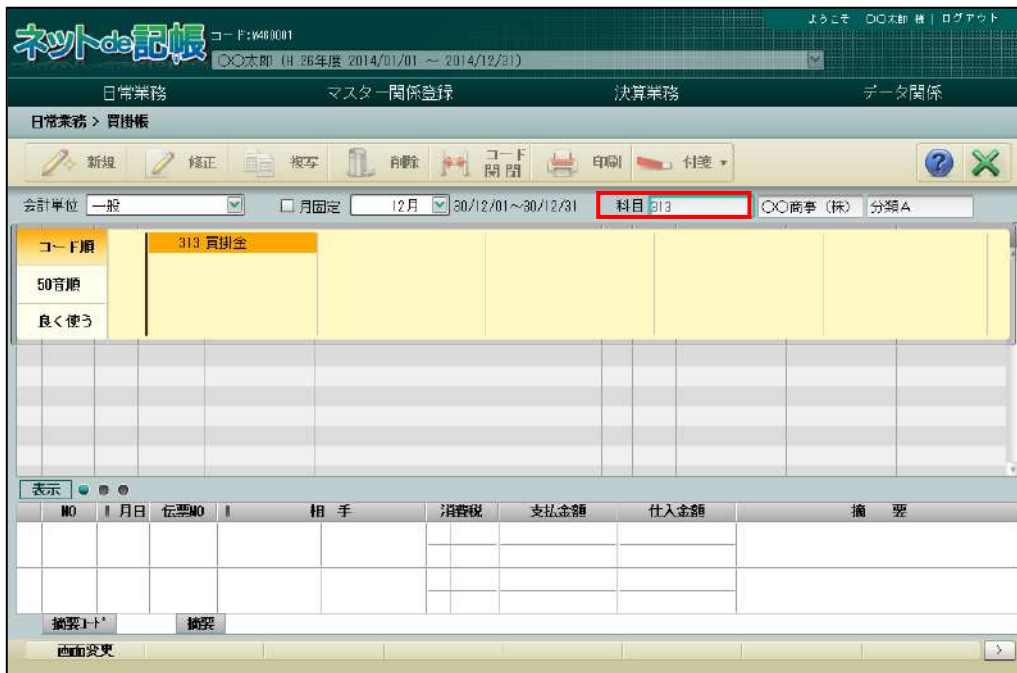 ようこそ 〇〇太郎 様 | ログアウト
ネットde記帳 コード:W460001
〇〇太郎 (H 26年度 2014/01/01 ～ 2014/12/31)
日常業務 マスター関係登録 決算業務 データ関係
日常業務 > 買掛帳
新規 修正 複写 削除 コード開閉 印刷 付箋
会計単位 一般 月固定 12月 30/12/01～30/12/31 科目 313 〇〇商事（株） 分類A
コード順 313 買掛金
50音順
良く使う
表示
NO 月日 伝票NO 相 手 消費税 支払金額 仕入金額 摘 要
摘要ｺｰﾄﾞ 摘要
画面変更